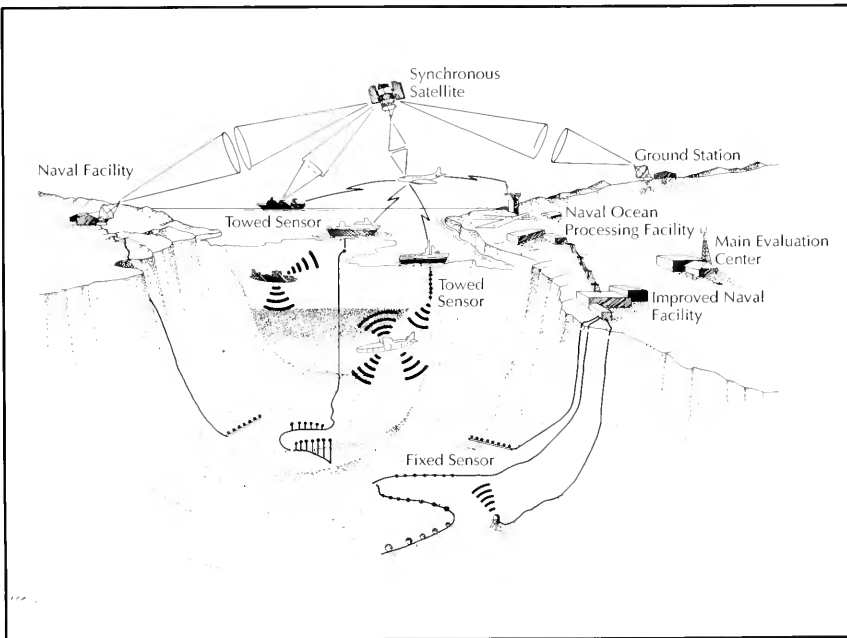 Synchronous
Satellite
Naval Facility
Ground Station
Towed Sensor
Naval Ocean
Processing Facility
Main Evaluation
Center
Towed
Sensor
Improved Naval
Facility
Fixed Sensor